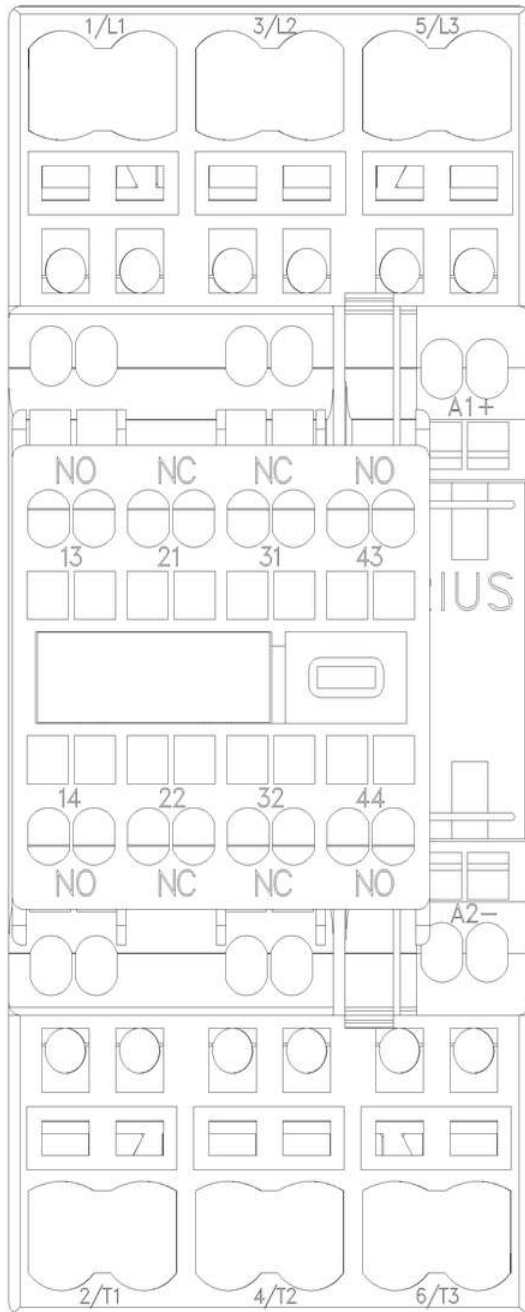 1/L1 3/L2 5/L3
A1+
NO NC NC NO
13 21 31 43
IUS
14 22 32 44
NO NC NC NO
A2-
2/T1 4/T2 6/T3